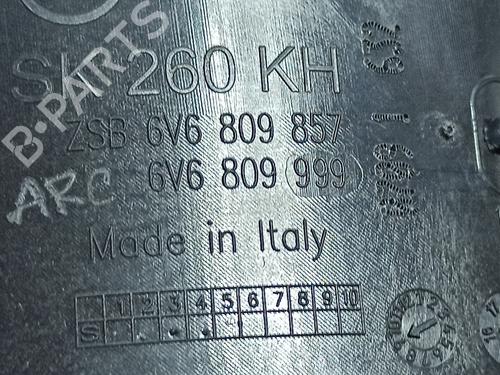 B-PARTS
260 KH
ZSB 6V6 809 857
6V6 809 999
ARC
Made in Italy
1 2 3 4 5 6 7 8 9 10
S